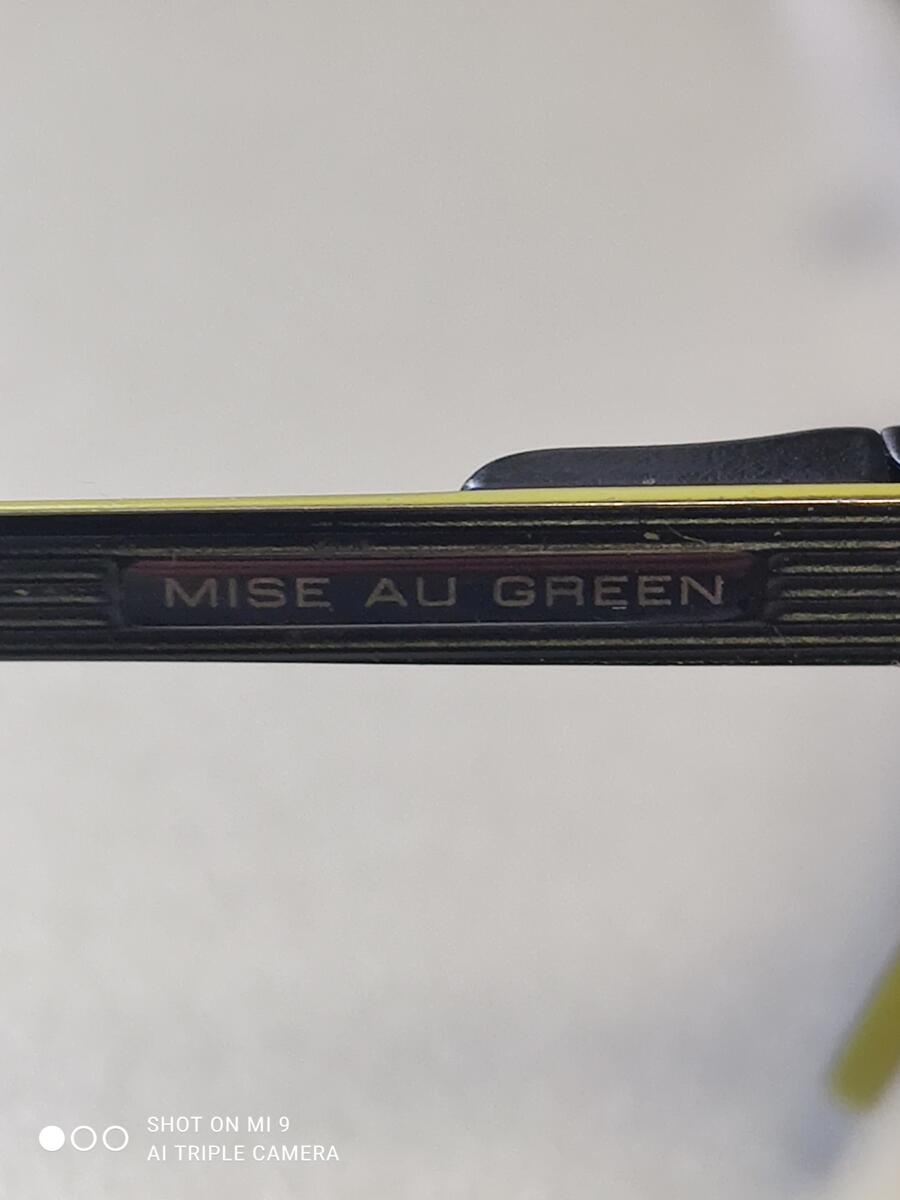 MISE AU GREEN
SHOT ON MI 9
AI TRIPLE CAMERA